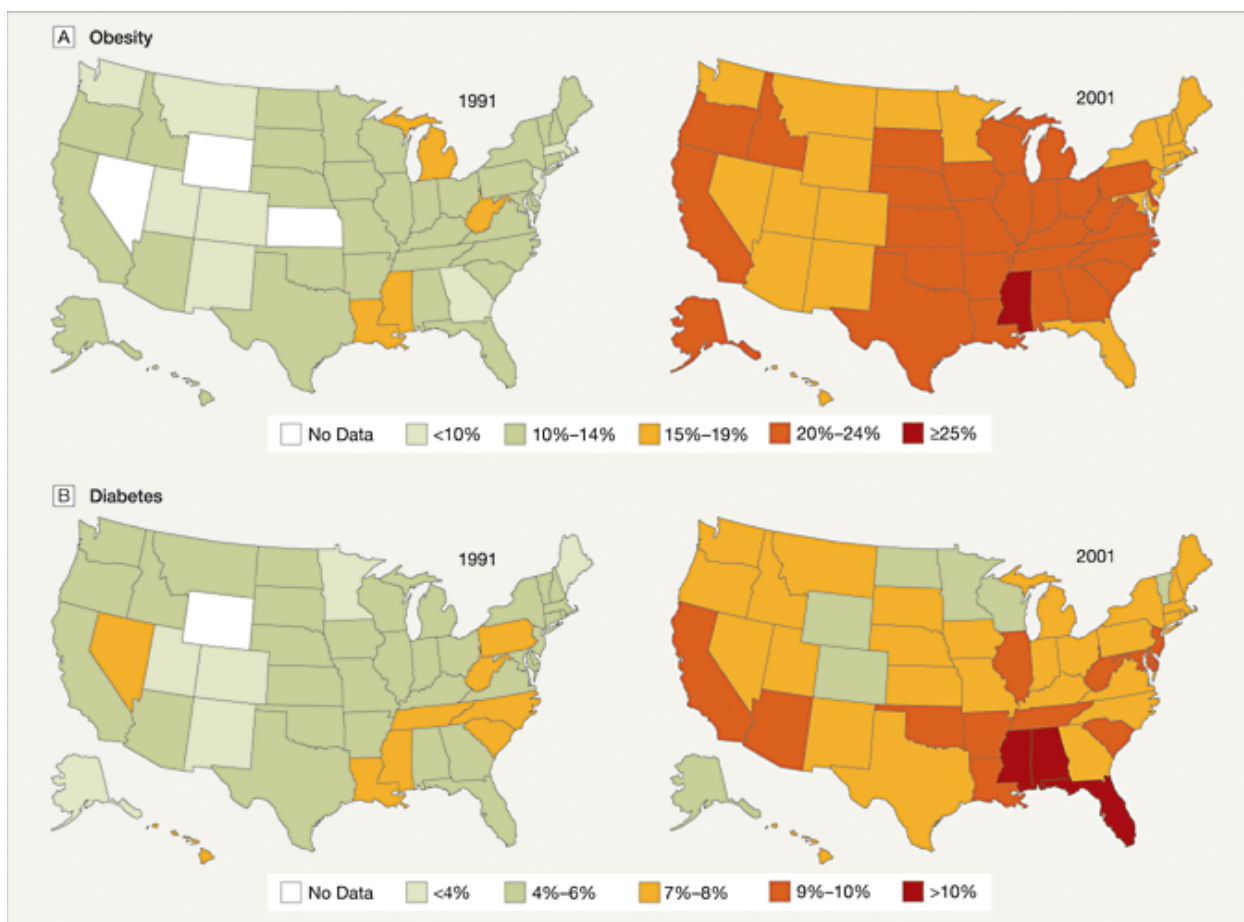 A Obesity
1991
2001
No Data <10% 10%–14% 15%–19% 20%–24% ≥25%
B Diabetes
1991
2001
No Data <4% 4%–6% 7%–8% 9%–10% >10%